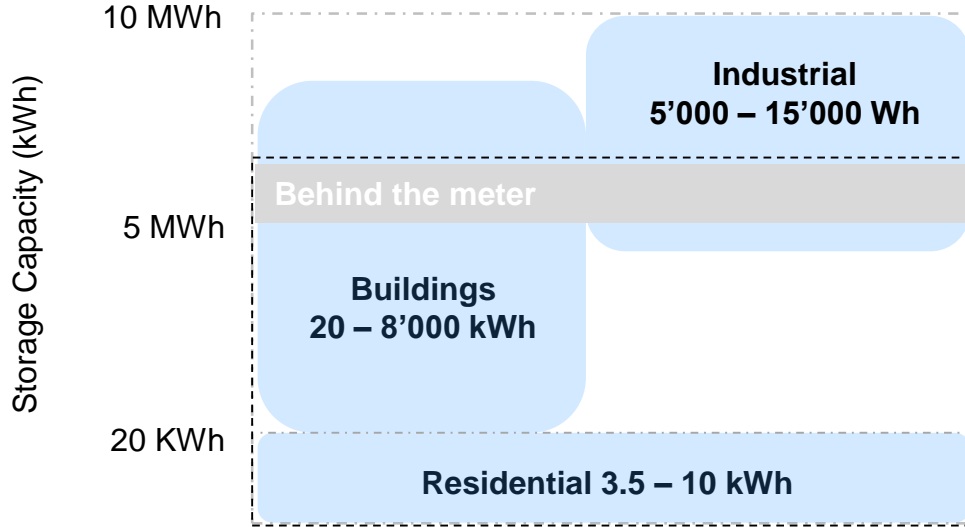 10 MWh
Industrial
5’000 – 15’000 Wh
Behind the meter
5 MWh
Storage Capacity (kWh)
Buildings
20 – 8’000 kWh
20 KWh
Residential 3.5 – 10 kWh